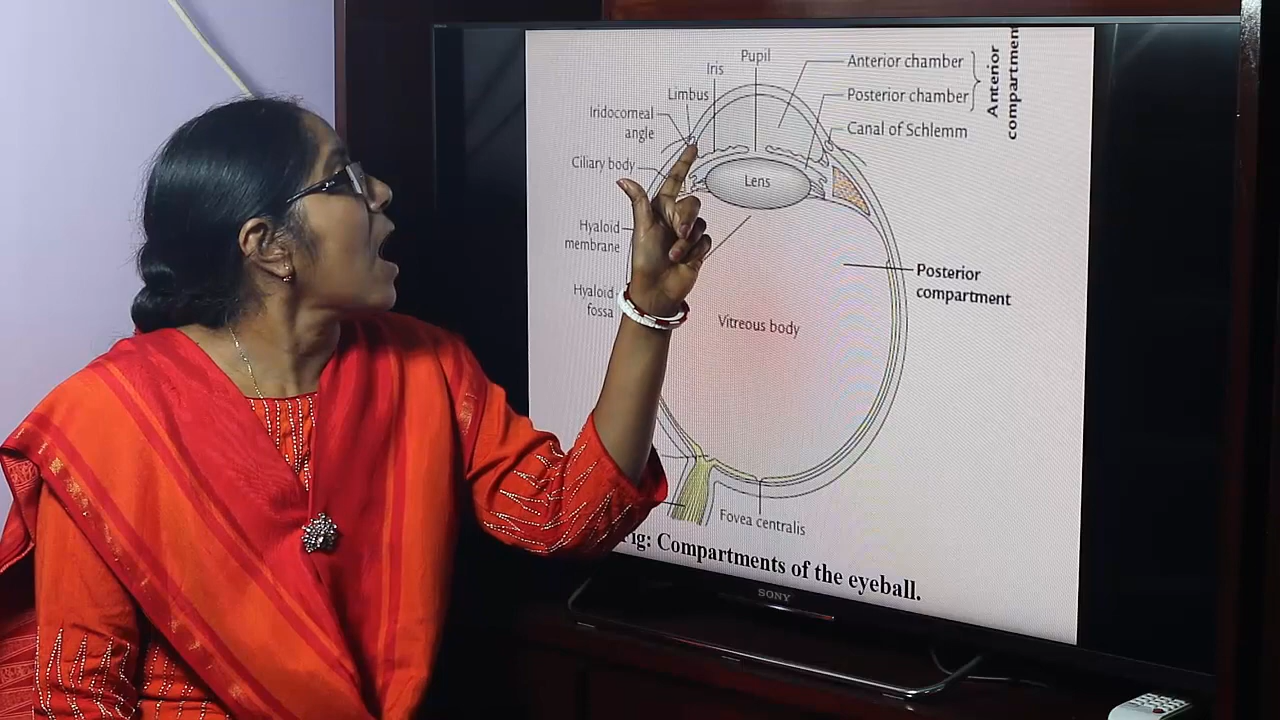 Pupil
Iris
Limbus
Iridocorneal
angle
Ciliary body
Hyaloid
membrane
Hyaloid
fossa
Anterior chamber
Posterior chamber
Anterior
compartment
Canal of Schlemm
Lens
Posterior
compartment
Vitreous body
Fovea centralis
Fig: Compartments of the eyeball.
SONY